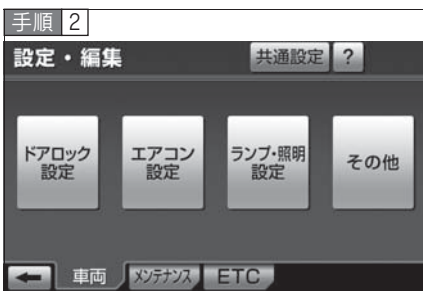 手順 2
設定・編集 共通設定 ?
ドアロック
設定
エアコン
設定
ランプ・照明
設定
その他
車両 メンテナンス ETC